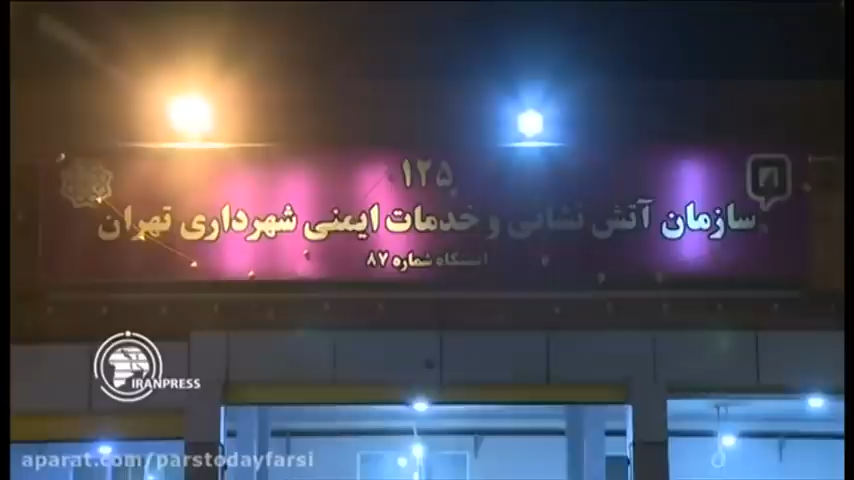 ۱۲۵
سازمان آتش نشانی و خدمات ایمنی شهرداری تهران
ایستگاه شماره ۸۷
IRANPRESS
aparat.com/parstodayfarsi